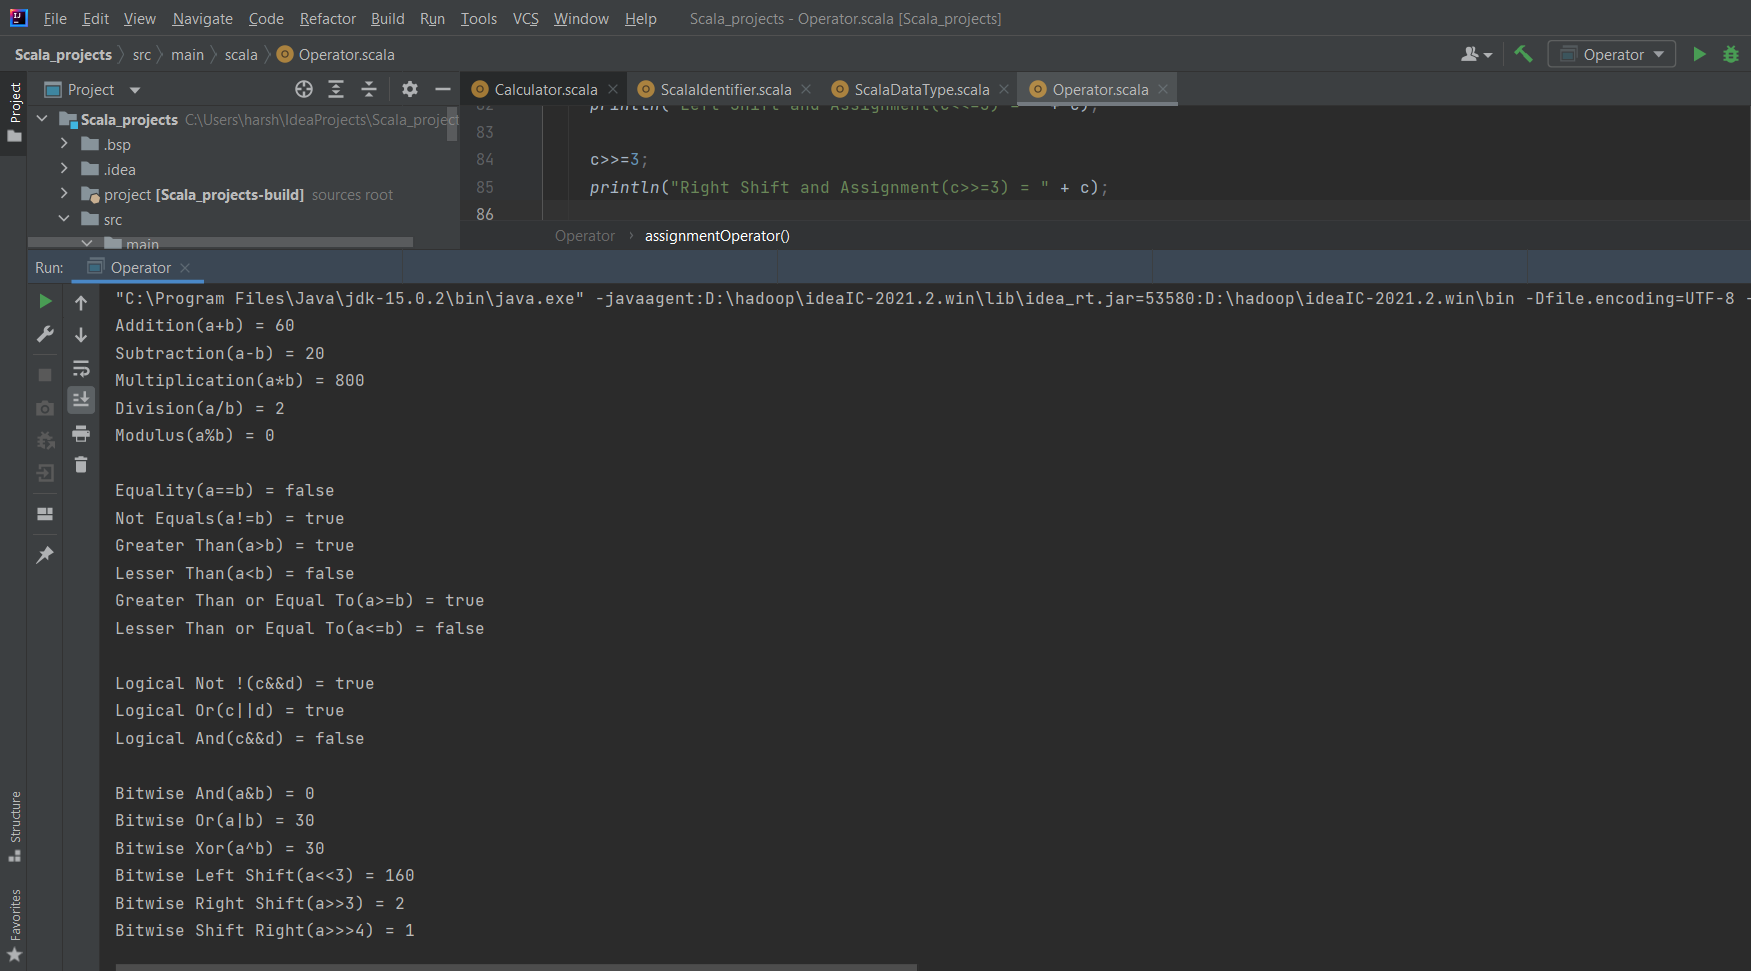 File Edit View Navigate Code Refactor Build Run Tools VCS Window Help Scala_projects - Operator.scala [Scala_projects]
Scala_projects src main scala Operator.scala Operator
Project Calculator.scala ScalaIdentifier.scala ScalaDataType.scala Operator.scala
Project
Scala_projects C:\Users\harsh\IdeaProjects\Scala_project
.bsp
.idea
project [Scala_projects-build] sources root
src
main
82 println("Left Shift and Assignment(c<<=3) = " + c);
83
84 c>>=3;
85 println("Right Shift and Assignment(c>>=3) = " + c);
86
Operator › assignmentOperator()
Run: Operator
"C:\Program Files\Java\jdk-15.0.2\bin\java.exe" -javaagent:D:\hadoop\ideaIC-2021.2.win\lib\idea_rt.jar=53580:D:\hadoop\ideaIC-2021.2.win\bin -Dfile.encoding=UTF-8 -
Addition(a+b) = 60
Subtraction(a-b) = 20
Multiplication(a*b) = 800
Division(a/b) = 2
Modulus(a%b) = 0
Equality(a==b) = false
Not Equals(a!=b) = true
Greater Than(a>b) = true
Lesser Than(a<b) = false
Greater Than or Equal To(a>=b) = true
Lesser Than or Equal To(a<=b) = false
Logical Not !(c&&d) = true
Logical Or(c||d) = true
Logical And(c&&d) = false
Bitwise And(a&b) = 0
Bitwise Or(a|b) = 30
Bitwise Xor(a^b) = 30
Bitwise Left Shift(a<<3) = 160
Bitwise Right Shift(a>>3) = 2
Bitwise Shift Right(a>>>4) = 1
Structure
Favorites